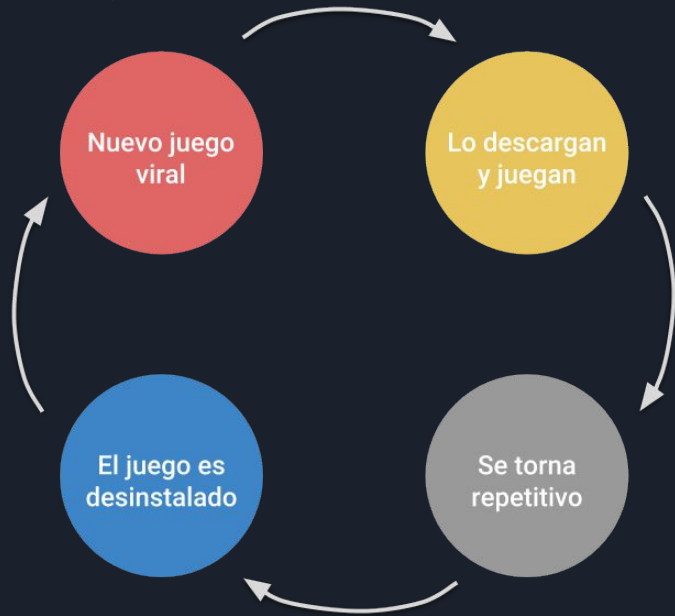 Nuevo juego
viral
Lo descargan
y juegan
Se torna
repetitivo
El juego es
desinstalado